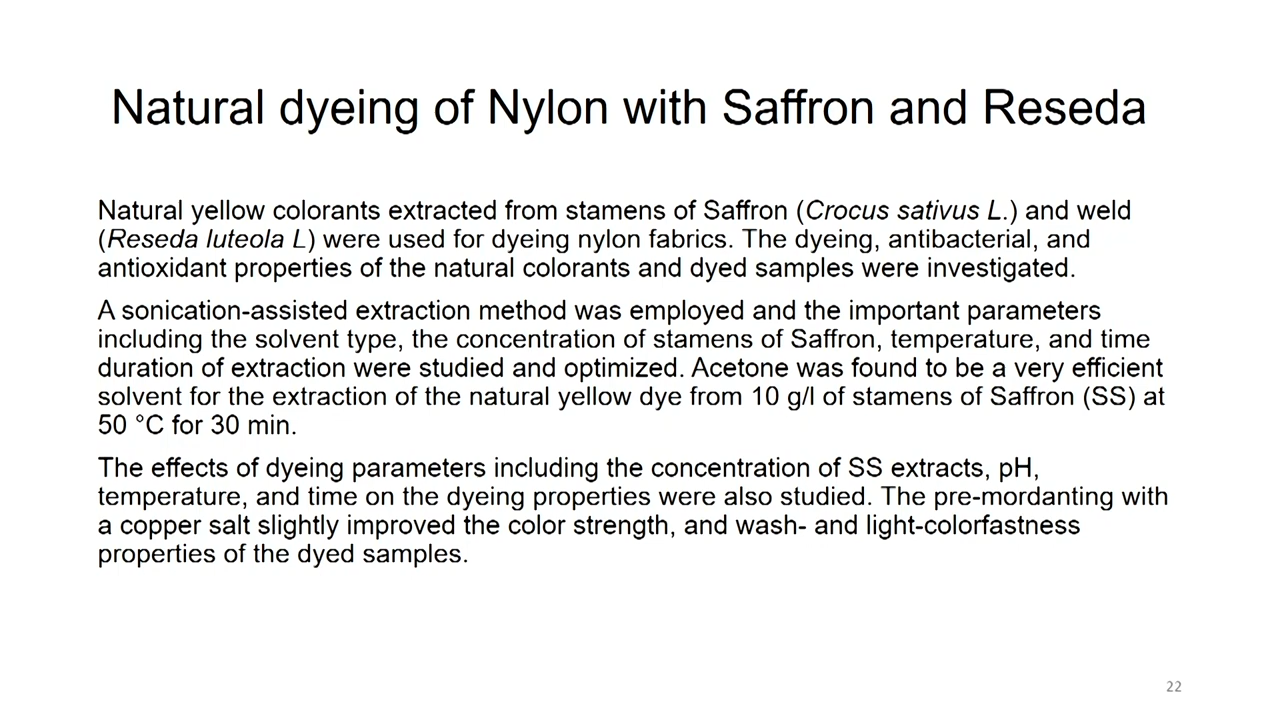 Natural dyeing of Nylon with Saffron and Reseda
Natural yellow colorants extracted from stamens of Saffron (Crocus sativus L.) and weld
(Reseda luteola L) were used for dyeing nylon fabrics. The dyeing, antibacterial, and
antioxidant properties of the natural colorants and dyed samples were investigated.
A sonication-assisted extraction method was employed and the important parameters
including the solvent type, the concentration of stamens of Saffron, temperature, and time
duration of extraction were studied and optimized. Acetone was found to be a very efficient
solvent for the extraction of the natural yellow dye from 10 g/l of stamens of Saffron (SS) at
50 °C for 30 min.
The effects of dyeing parameters including the concentration of SS extracts, pH,
temperature, and time on the dyeing properties were also studied. The pre-mordanting with
a copper salt slightly improved the color strength, and wash- and light-colorfastness
properties of the dyed samples.
22